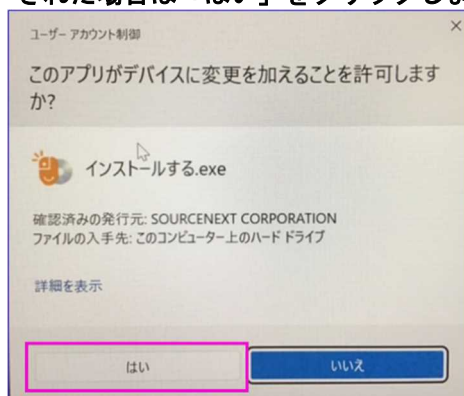 された場合は「はい」をクリックしま
ユーザー アカウント制御
このアプリがデバイスに変更を加えることを許可します
か?
インストールする.exe
確認済みの発行元: SOURCENEXT CORPORATION
ファイルの入手先: このコンピューター上のハード ドライブ
詳細を表示
はい
いいえ